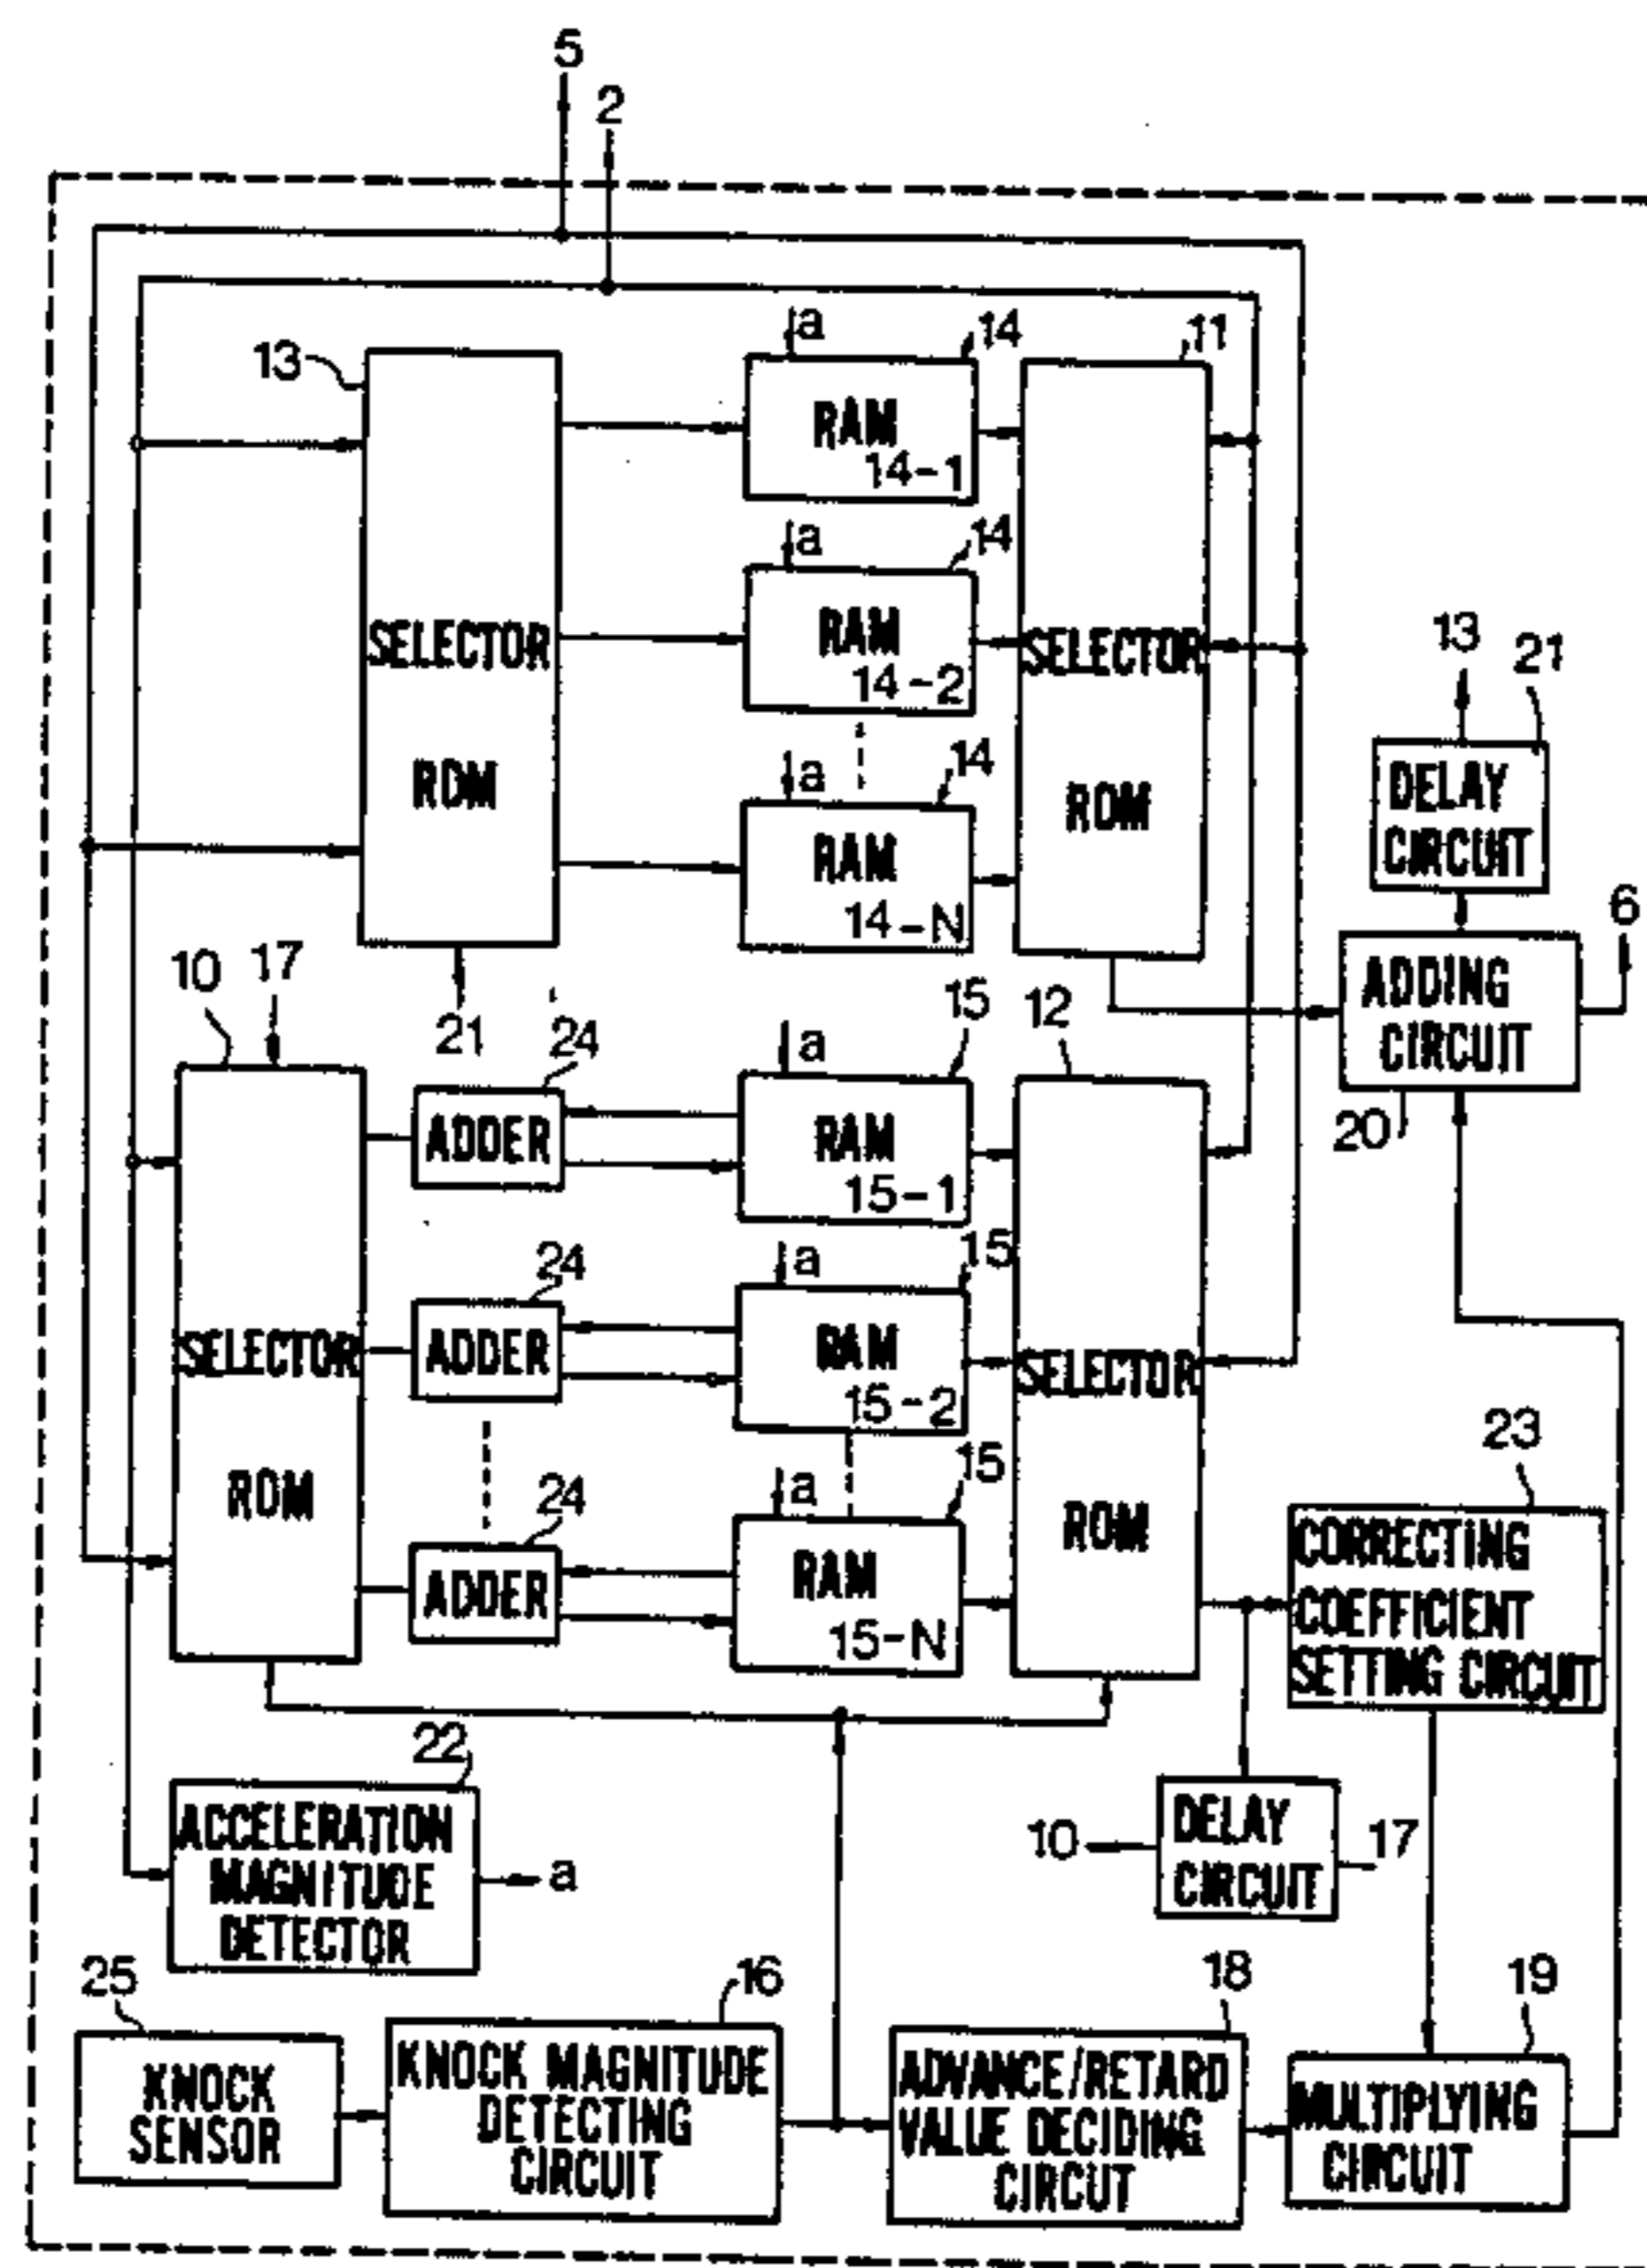 5
2
13
a
14
11
RAM
14-1
a
14
SELECTOR
RAM
14-2
SELECTOR
13
21
ROM
a
14
RAM
14-N
ROM
DELAY
CIRCUIT
6
10
17
21
24
a
15
12
ADDING
CIRCUIT
20
ADDER
RAM
15-1
24
a
15
SELECTOR
ADDER
RAM
15-2
SELECTOR
23
ROM
24
a
15
ROM
ADDER
RAM
15-N
CORRECTING
COEFFICIENT
SETTING CIRCUIT
22
ACCELERATION
MAGNITUDE
DETECTOR
a
10
DELAY
CIRCUIT
17
25
16
18
19
KNOCK
SENSOR
KNOCK MAGNITUDE
DETECTING
CIRCUIT
ADVANCE/RETARD
VALUE DECIDING
CIRCUT
MULTIPLYING
CIRCUIT